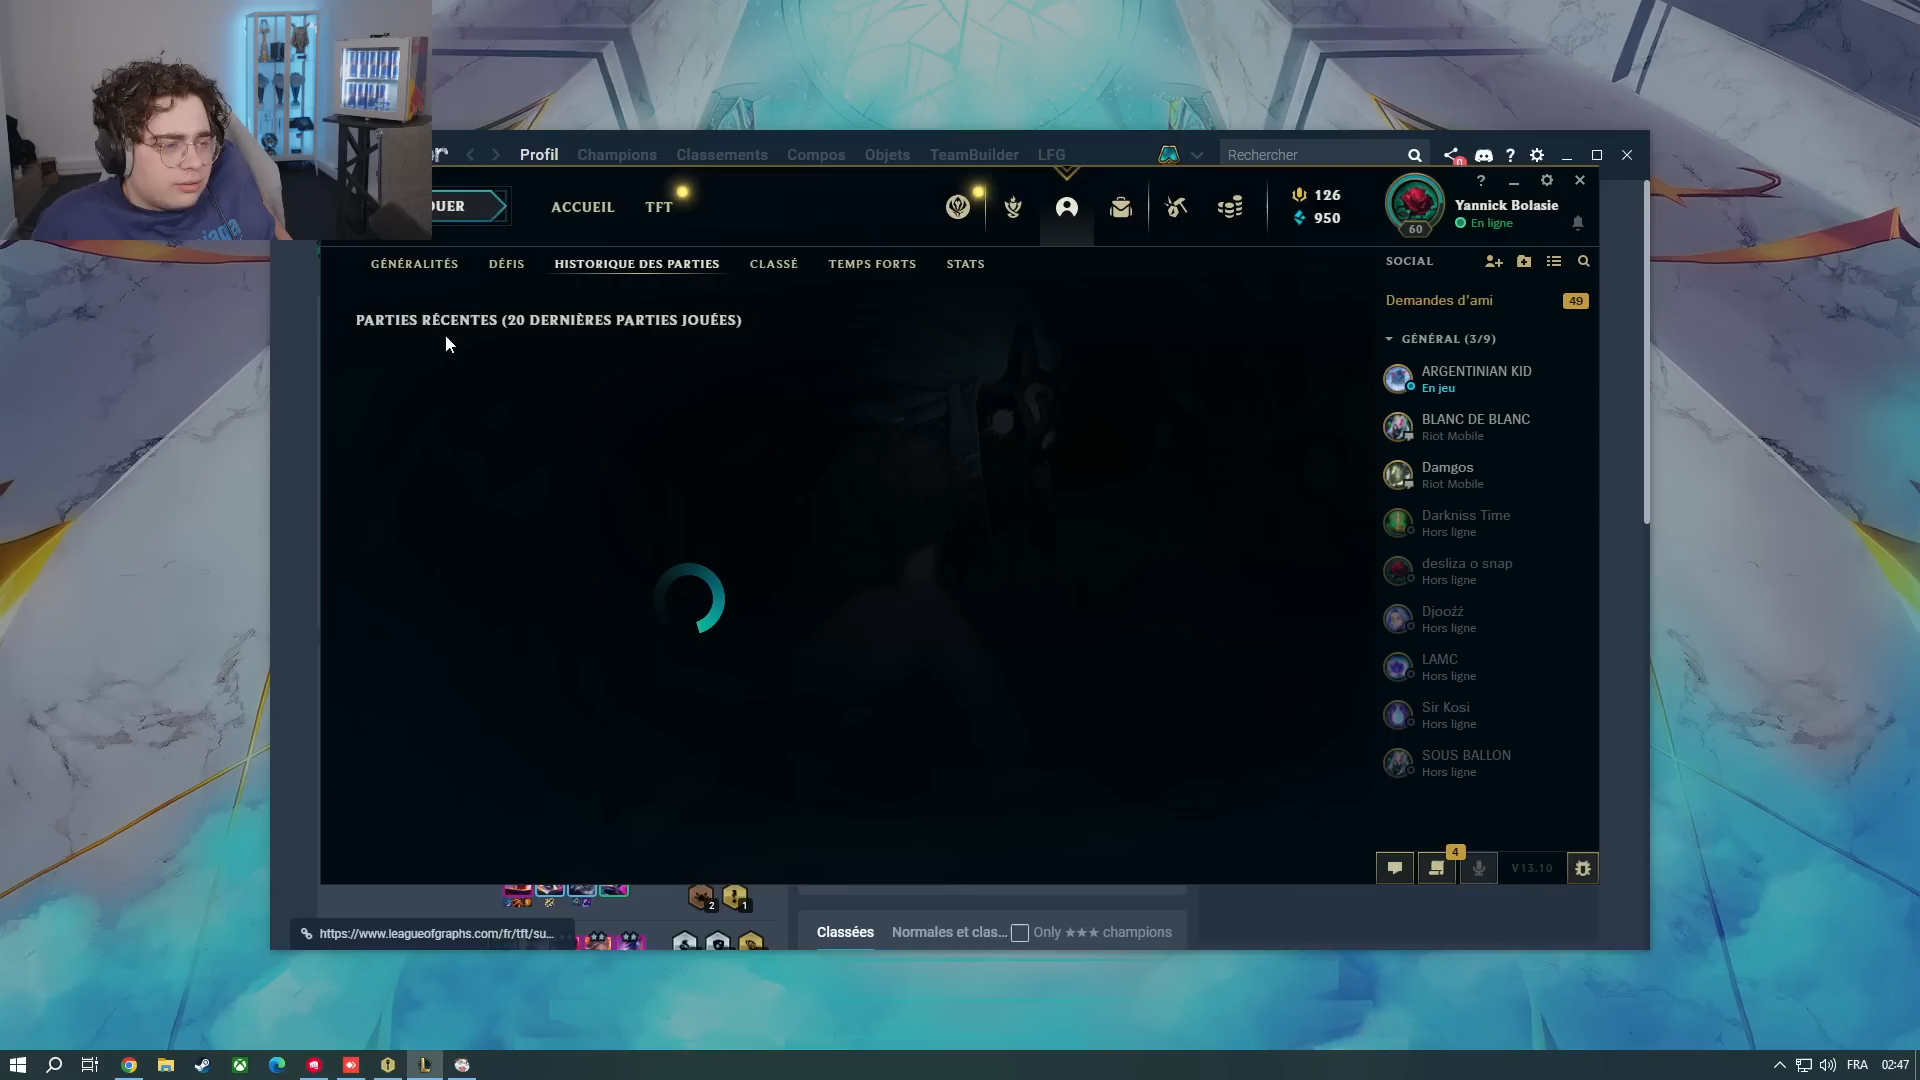 Profil
Champions
Classements
Compos
Objets
TeamBuilder
LFG
Rechercher
ACCUEIL
TFT
126
950
60
Yannick Bolasie
En ligne
GÉNÉRALITÉS
DÉFIS
HISTORIQUE DES PARTIES
CLASSÉ
TEMPS FORTS
STATS
PARTIES RÉCENTES (20 DERNIÈRES PARTIES JOUÉES)
SOCIAL
Demandes d'ami
49
GÉNÉRAL (3/9)
ARGENTINIAN KID
En jeu
BLANC DE BLANC
Riot Mobile
Damgos
Riot Mobile
Darkniss Time
Hors ligne
desliza o snap
Hors ligne
Djooźź
Hors ligne
LAMC
Hors ligne
Sir Kosi
Hors ligne
SOUS BALLON
Hors ligne
4
V13.10
2
1
https://www.leagueofgraphs.com/fr/tft/su...
Classées
Normales et clas...
Only ★★★ champions
FRA
02:47